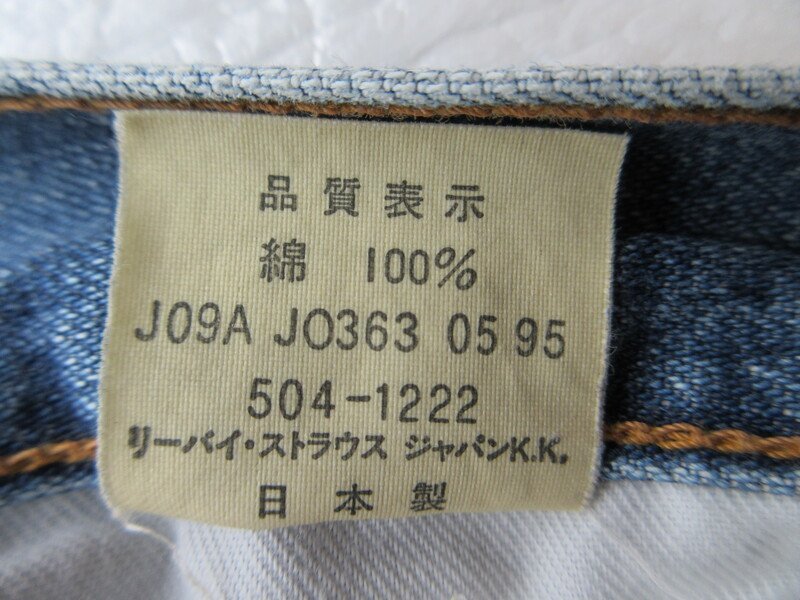 品質表示
綿 100%
J09A JO363 05 95
504-1222
リーバイ・ストラウス ジャパンK.K.
日本製